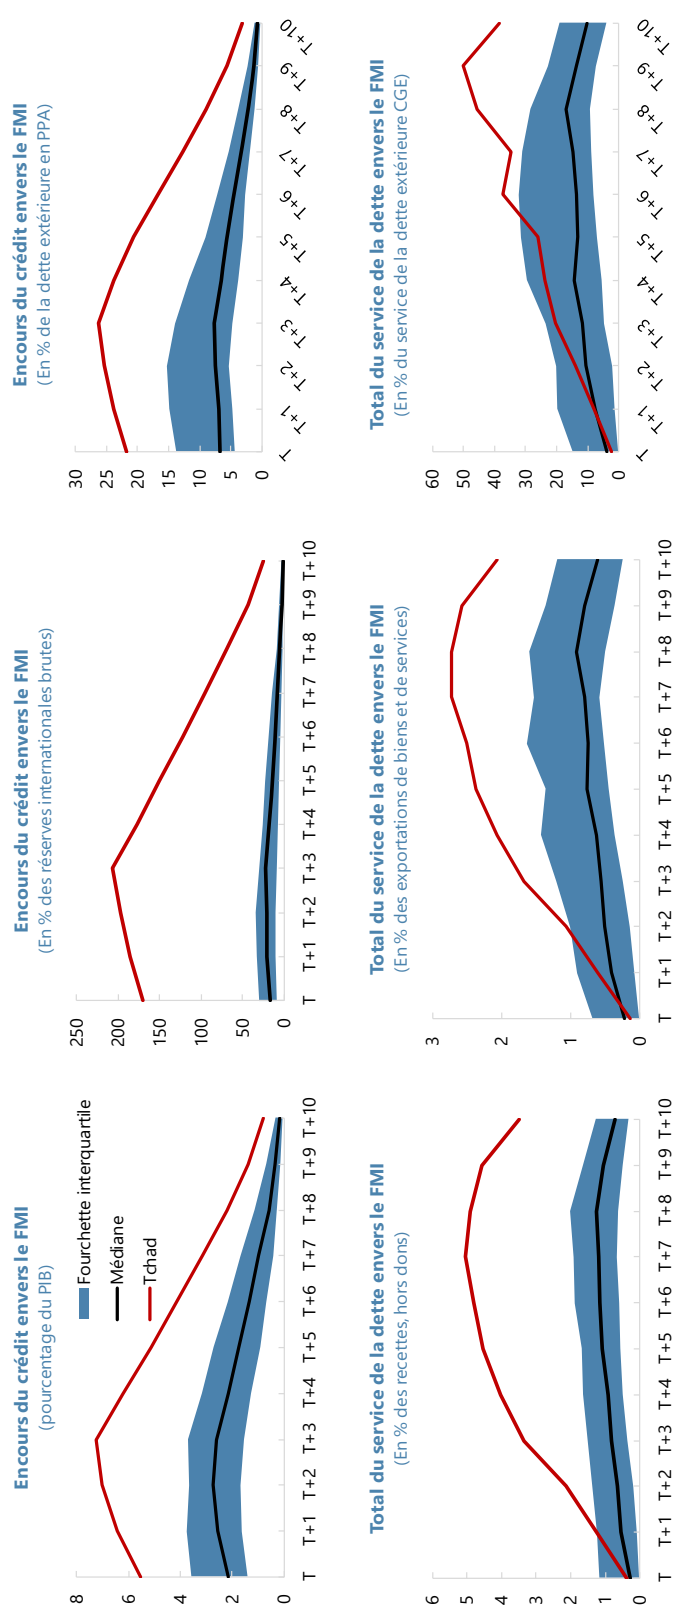 Encours du crédit envers le FMI
(pourcentage du PIB)
8
6
4
2
0
Fourchette interquartile
Médiane
Tchad
T T+1 T+2 T+3 T+4 T+5 T+6 T+7 T+8 T+9 T+10
Encours du crédit envers le FMI
(En % des réserves internationales brutes)
250
200
150
100
50
0
T T+1 T+2 T+3 T+4 T+5 T+6 T+7 T+8 T+9 T+10
Encours du crédit envers le FMI
(En % de la dette extérieure en PPA)
30
25
20
15
10
5
0
T T+1 T+2 T+3 T+4 T+5 T+6 T+7 T+8 T+9 T+10
Total du service de la dette envers le FMI
(En % des recettes, hors dons)
6
5
4
3
2
1
0
T T+1 T+2 T+3 T+4 T+5 T+6 T+7 T+8 T+9 T+10
Total du service de la dette envers le FMI
(En % des exportations de biens et de services)
3
2
1
0
T T+1 T+2 T+3 T+4 T+5 T+6 T+7 T+8 T+9 T+10
Total du service de la dette envers le FMI
(En % du service de la dette extérieure CGE)
60
50
40
30
20
10
0
T T+1 T+2 T+3 T+4 T+5 T+6 T+7 T+8 T+9 T+10